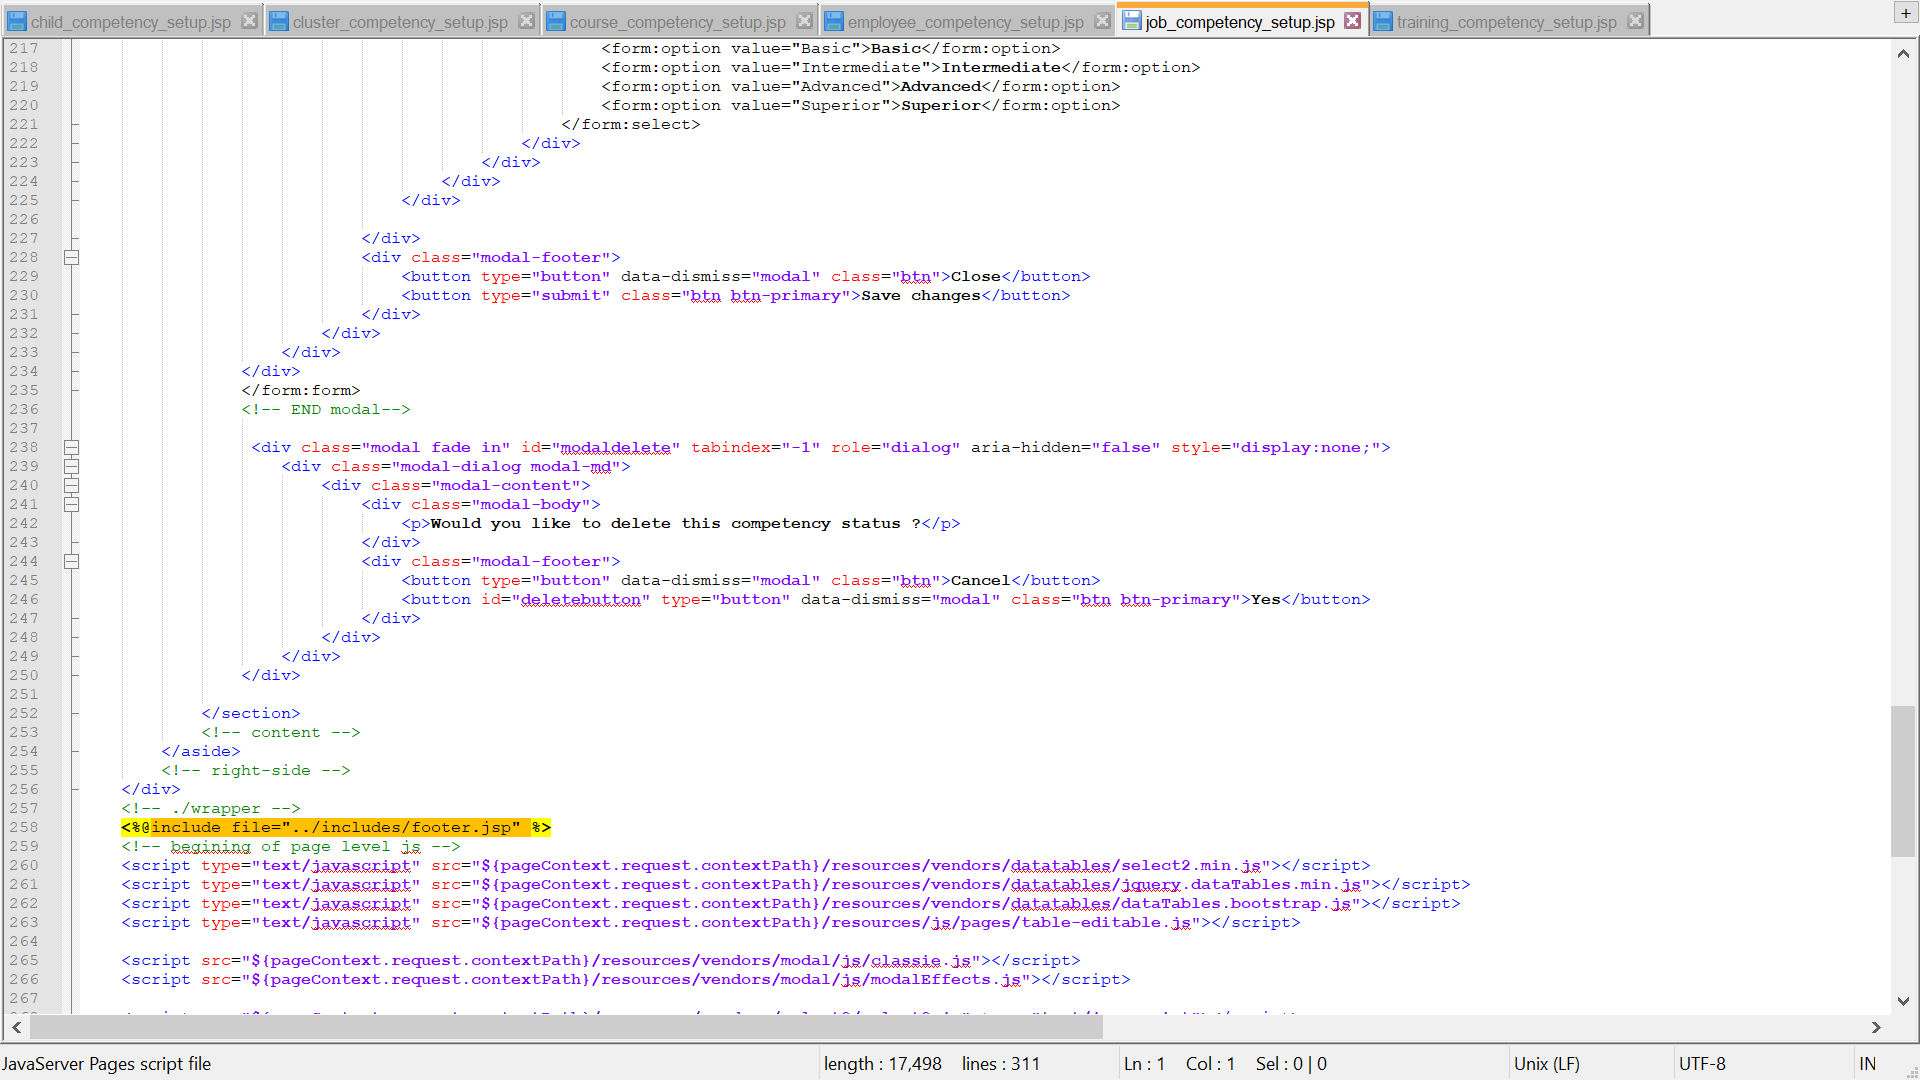 child_competency_setup.jsp cluster_competency_setup.jsp course_competency_setup.jsp employee_competency_setup.jsp job_competency_setup.jsp training_competency_setup.jsp
217 <form:option value="Basic">Basic</form:option>
218 <form:option value="Intermediate">Intermediate</form:option>
219 <form:option value="Advanced">Advanced</form:option>
220 <form:option value="Superior">Superior</form:option>
221 </form:select>
222 </div>
223 </div>
224 </div>
225 </div>
226
227 </div>
228 <div class="modal-footer">
229 <button type="button" data-dismiss="modal" class="btn">Close</button>
230 <button type="submit" class="btn btn-primary">Save changes</button>
231 </div>
232 </div>
233 </div>
234 </div>
235 </form:form>
236 <!-- END modal-->
237
238 <div class="modal fade in" id="modaldelete" tabindex="-1" role="dialog" aria-hidden="false" style="display:none;">
239 <div class="modal-dialog modal-md">
240 <div class="modal-content">
241 <div class="modal-body">
242 <p>Would you like to delete this competency status ?</p>
243 </div>
244 <div class="modal-footer">
245 <button type="button" data-dismiss="modal" class="btn">Cancel</button>
246 <button id="deletebutton" type="button" data-dismiss="modal" class="btn btn-primary">Yes</button>
247 </div>
248 </div>
249 </div>
250 </div>
251
252 </section>
253 <!-- content -->
254 </aside>
255 <!-- right-side -->
256 </div>
257 <!-- ./wrapper -->
258 <%@include file="../includes/footer.jsp" %>
259 <!-- begining of page level js -->
260 <script type="text/javascript" src="${pageContext.request.contextPath}/resources/vendors/datatables/select2.min.js"></script>
261 <script type="text/javascript" src="${pageContext.request.contextPath}/resources/vendors/datatables/jquery.dataTables.min.js"></script>
262 <script type="text/javascript" src="${pageContext.request.contextPath}/resources/vendors/datatables/dataTables.bootstrap.js"></script>
263 <script type="text/javascript" src="${pageContext.request.contextPath}/resources/js/pages/table-editable.js"></script>
264
265 <script src="${pageContext.request.contextPath}/resources/vendors/modal/js/classie.js"></script>
266 <script src="${pageContext.request.contextPath}/resources/vendors/modal/js/modalEffects.js"></script>
267
JavaServer Pages script file length : 17,498 lines : 311 Ln : 1 Col : 1 Sel : 0 | 0 Unix (LF) UTF-8 IN